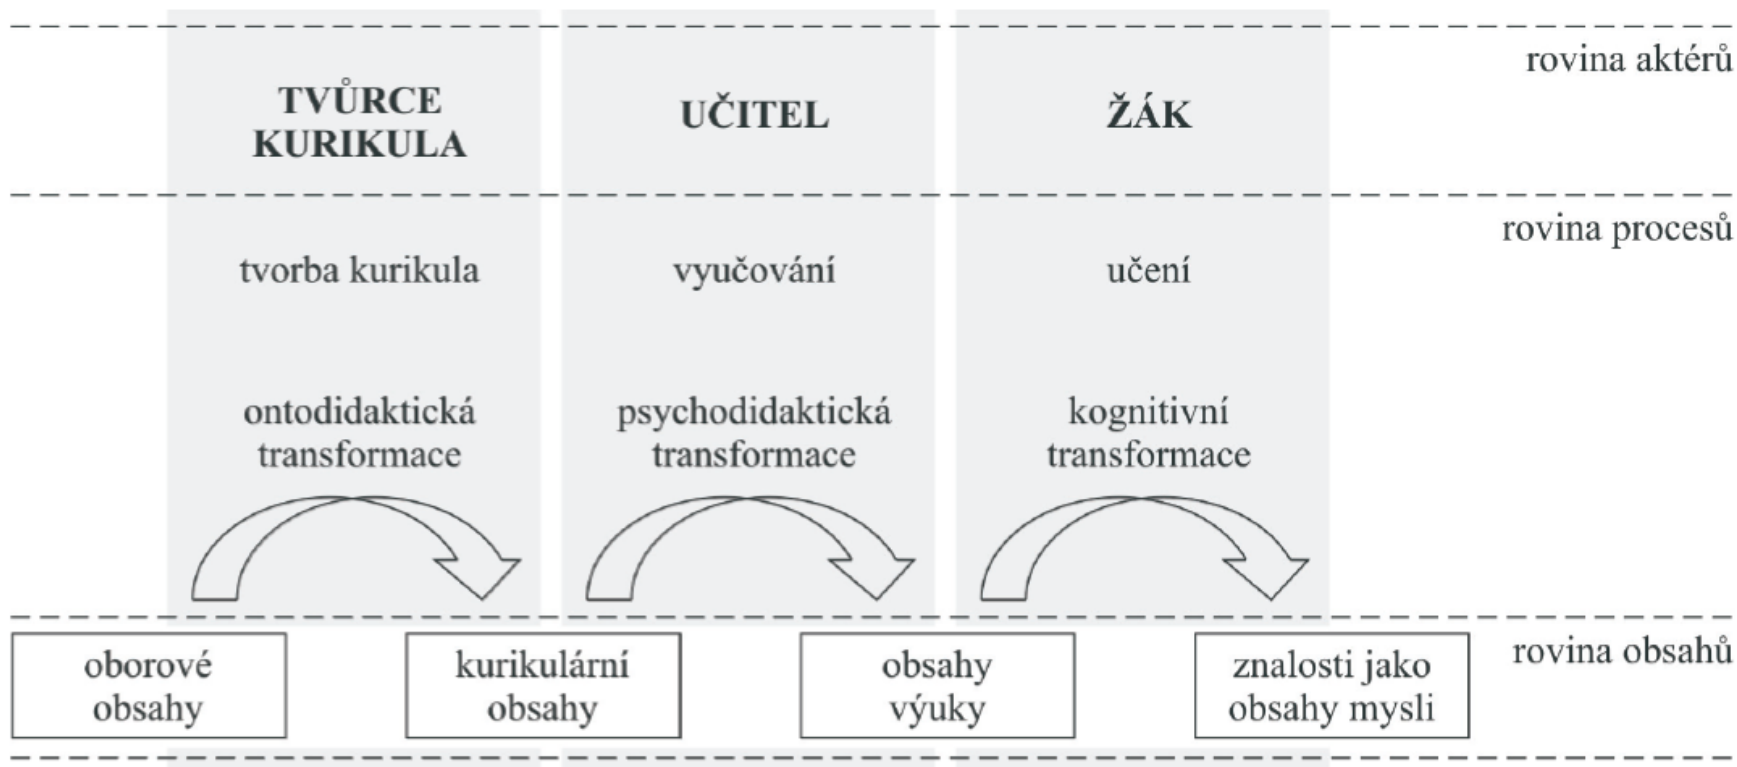 rovina aktérů
TVŮRCE
KURIKULA
UČITEL
ŽÁK
rovina procesů
tvorba kurikula
vyučování
učení
ontodidaktická
transformace
psychodidaktická
transformace
kognitivní
transformace
rovina obsahů
oborové
obsahy
kurikulární
obsahy
obsahy
výuky
znalosti jako
obsahy mysli